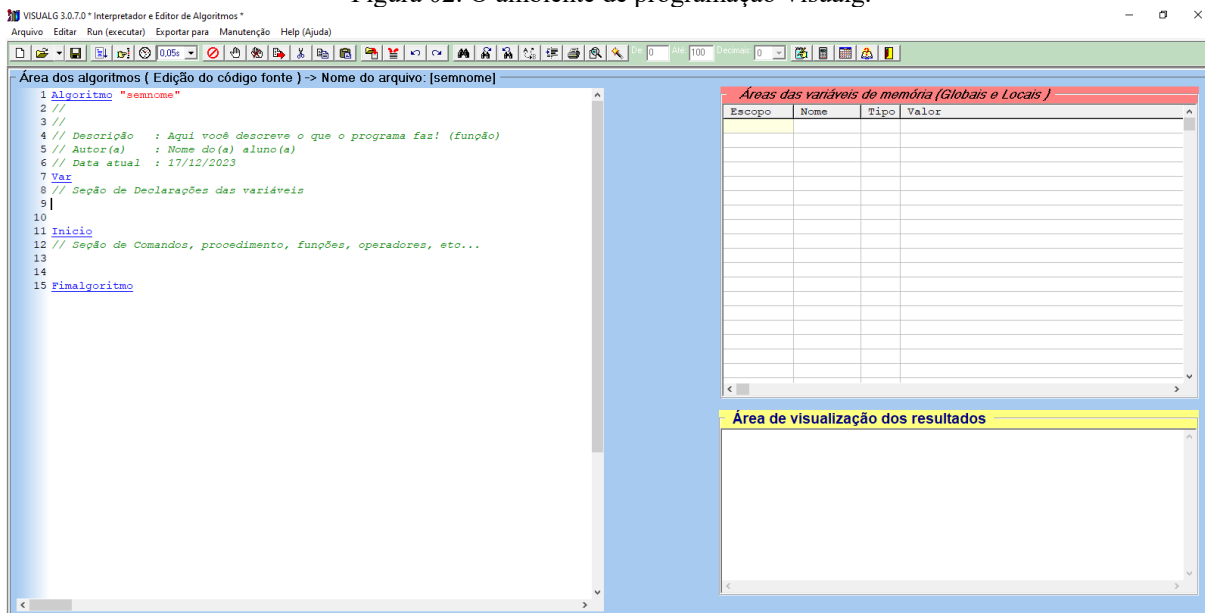 Figura 02: O ambiente de programação Visualg.
VISUALG 3.0.7.0 * Interpretador e Editor de Algoritmos *
Arquivo Editar Run (executar) Exportar para Manutenção Help (Ajuda)
0,05s De: 0 Até: 100 Decimais: 0
Área dos algoritmos ( Edição do código fonte ) -> Nome do arquivo: [semnome]
1 Algoritmo "semnome"
2 //
3 //
4 // Descrição : Aqui você descreve o que o programa faz! (função)
5 // Autor(a) : Nome do(a) aluno(a)
6 // Data atual : 17/12/2023
7 Var
8 // Seção de Declarações das variáveis
9
10
11 Inicio
12 // Seção de Comandos, procedimento, funções, operadores, etc...
13
14
15 Fimalgoritmo
Áreas das variáveis de memória (Globais e Locais )
Escopo Nome Tipo Valor
Área de visualização dos resultados